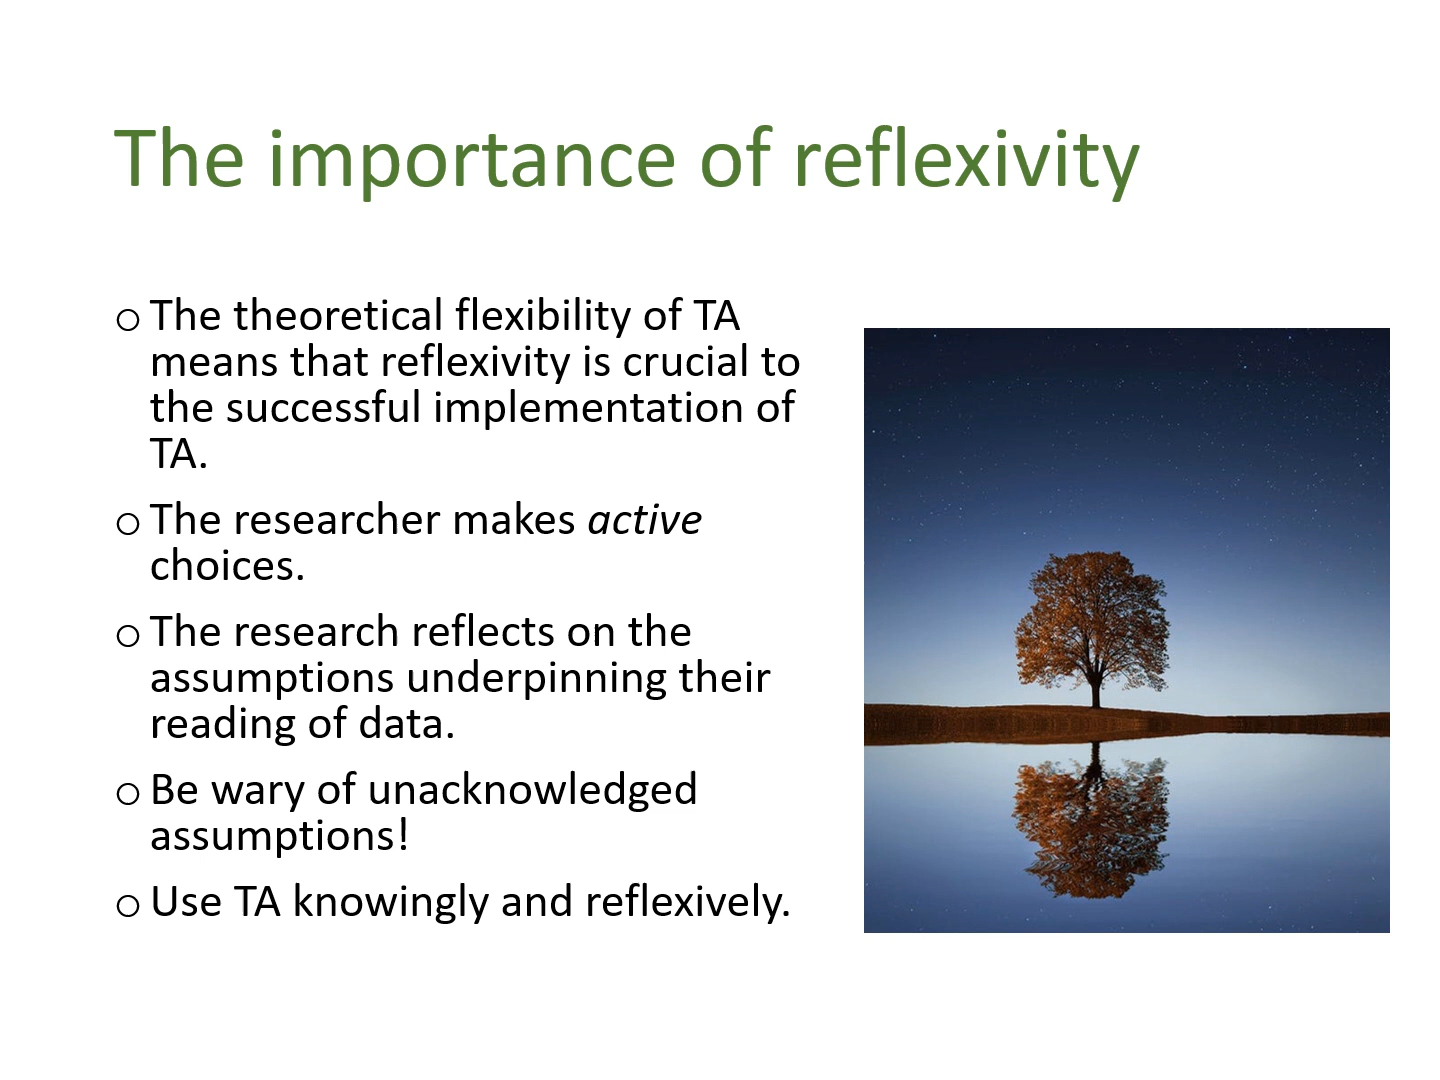 The importance of reflexivity
○ The theoretical flexibility of TA
means that reflexivity is crucial to
the successful implementation of
TA.
○ The researcher makes active
choices.
○ The research reflects on the
assumptions underpinning their
reading of data.
○ Be wary of unacknowledged
assumptions!
○ Use TA knowingly and reflexively.